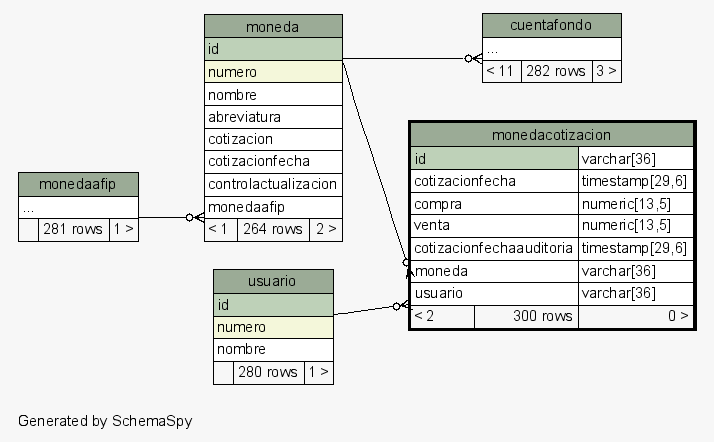 moneda
id
numero
nombre
abreviatura
cotizacion
cotizacionfecha
controlactualizacion
monedaafip
< 1 264 rows 2 >
cuentafondo
...
< 11 282 rows 3 >
monedacotizacion
id varchar[36]
cotizacionfecha timestamp[29,6]
compra numeric[13,5]
venta numeric[13,5]
cotizacionfechaauditoria timestamp[29,6]
moneda varchar[36]
usuario varchar[36]
< 2 300 rows 0 >
monedaafip
...
281 rows 1 >
usuario
id
numero
nombre
280 rows 1 >
Generated by SchemaSpy